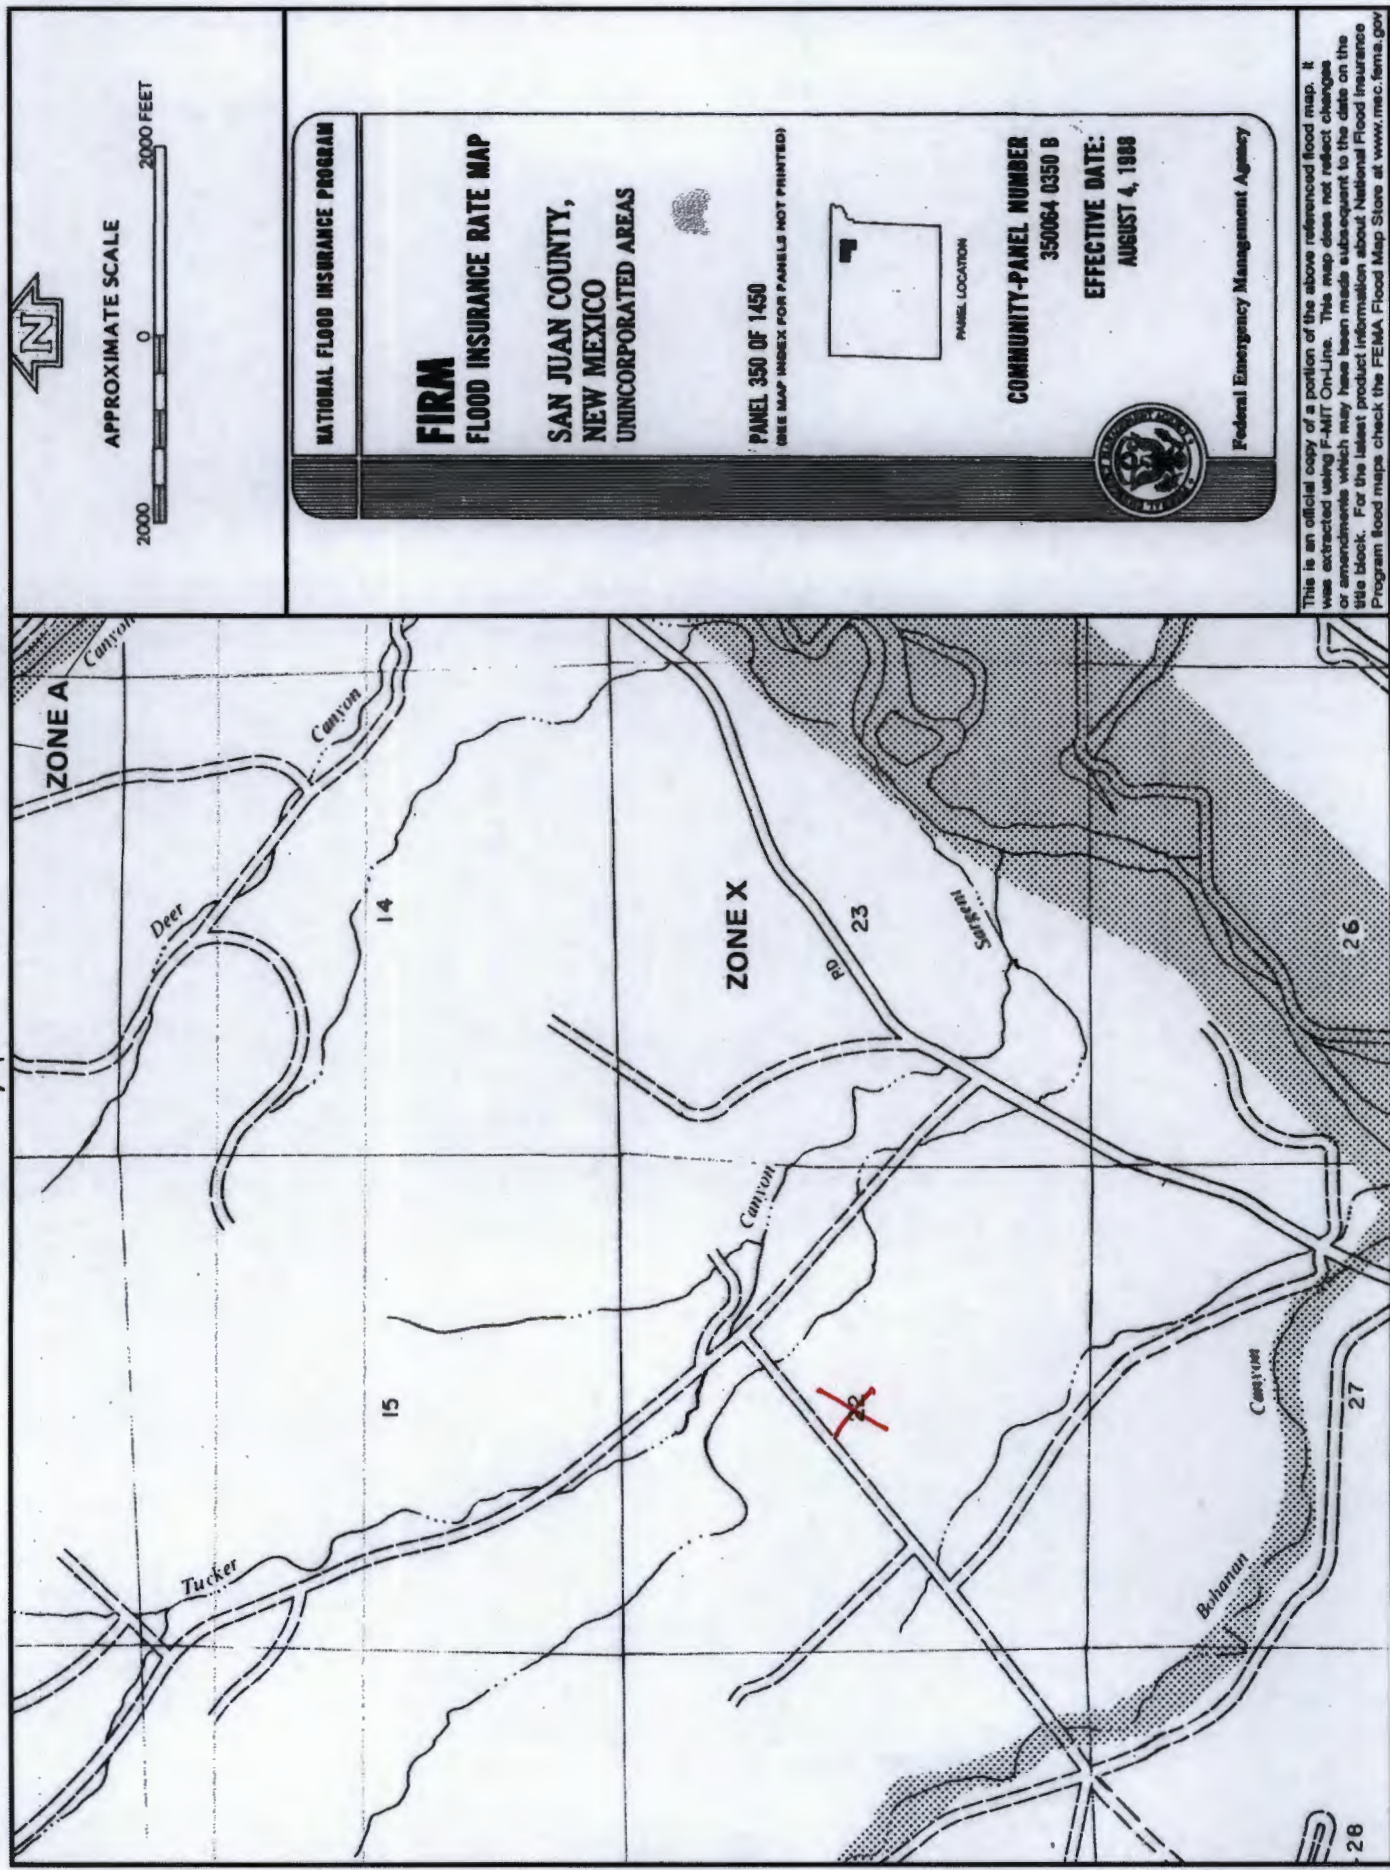 APPROXIMATE SCALE
2000 0 2000 FEET
N
NATIONAL FLOOD INSURANCE PROGRAM
FIRM
FLOOD INSURANCE RATE MAP
SAN JUAN COUNTY,
NEW MEXICO
UNINCORPORATED AREAS
PANEL 350 OF 1450
(SEE MAP INDEX FOR PANELS NOT PRINTED)
PANEL LOCATION
COMMUNITY-PANEL NUMBER
350064 0350 B
EFFECTIVE DATE:
AUGUST 4, 1988
Federal Emergency Management Agency
This is an official copy of a portion of the above referenced flood map. It
was extracted using F-MIT On-Line. This map does not reflect changes
or amendments which may have been made subsequent to the date on the
title block. For the latest product information about National Flood Insurance
Program flood maps check the FEMA Flood Map Store at www.msc.fema.gov
ZONE A
Canyon
Canyon
Deer
14
ZONE X
RD
23
Sargent
26
Canyon
15
22
Canyon
27
Tucker
Bohanan
28